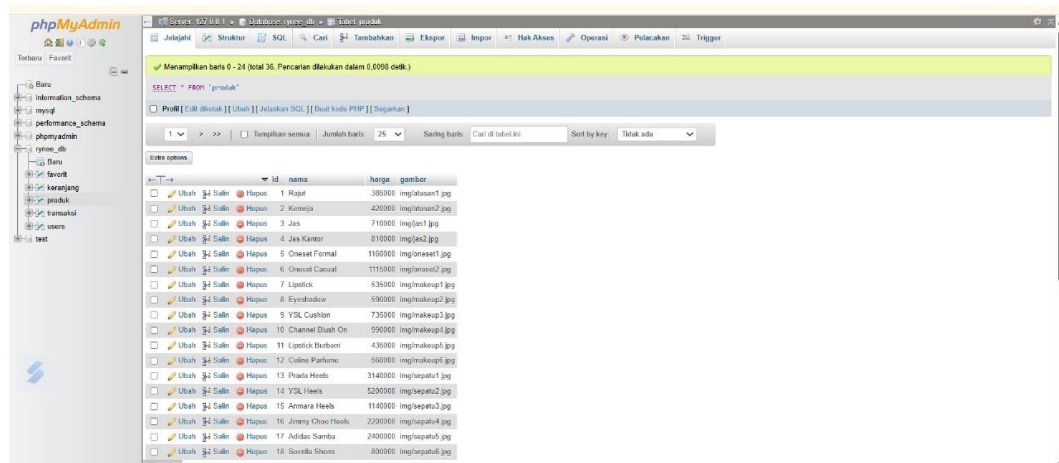 phpMyAdmin
Terbaru Favorit
Baru
information_schema
mysql
performance_schema
phpmyadmin
rynee_db
Baru
favorit
keranjang
produk
transaksi
users
test
Server: 127.0.0.1 » Database: rynee_db » Tabel: produk
Jelajahi Struktur SQL Cari Tambahkan Ekspor Impor Hak Akses Operasi Pelacakan Trigger
Menampilkan baris 0 - 24 (total 36, Pencarian dilakukan dalam 0,0098 detik.)
SELECT * FROM `produk`
Profil [ Edit dikotak ] [ Ubah ] [ Jelaskan SQL ] [ Buat kode PHP ] [ Segarkan ]
1 > >> Tampilkan semua Jumlah baris: 25 Saring baris: Cari di tabel ini Sort by key: Tidak ada
Extra options
←T→ id nama harga gambar
Ubah Salin Hapus 1 Rajut 385000 img/atasan1.jpg
Ubah Salin Hapus 2 Kemeja 420000 img/atasan2.jpg
Ubah Salin Hapus 3 Jas 710000 img/jas1.jpg
Ubah Salin Hapus 4 Jas Kantor 810000 img/jas2.jpg
Ubah Salin Hapus 5 Oneset Formal 1160000 img/oneset1.jpg
Ubah Salin Hapus 6 Oneset Casual 1115000 img/oneset2.jpg
Ubah Salin Hapus 7 Lipstick 535000 img/makeup1.jpg
Ubah Salin Hapus 8 Eyeshadow 590000 img/makeup2.jpg
Ubah Salin Hapus 9 YSL Cushion 735000 img/makeup3.jpg
Ubah Salin Hapus 10 Channel Blush On 990000 img/makeup4.jpg
Ubah Salin Hapus 11 Lipstick Burberri 435000 img/makeup5.jpg
Ubah Salin Hapus 12 Celine Parfume 560000 img/makeup6.jpg
Ubah Salin Hapus 13 Prada Heels 3140000 img/sepatu1.jpg
Ubah Salin Hapus 14 YSL Heels 5200000 img/sepatu2.jpg
Ubah Salin Hapus 15 Anmara Heels 1140000 img/sepatu3.jpg
Ubah Salin Hapus 16 Jimmy Choo Heels 2200000 img/sepatu4.jpg
Ubah Salin Hapus 17 Adidas Samba 2400000 img/sepatu5.jpg
Ubah Salin Hapus 18 Sovella Shoes 800000 img/sepatu6.jpg